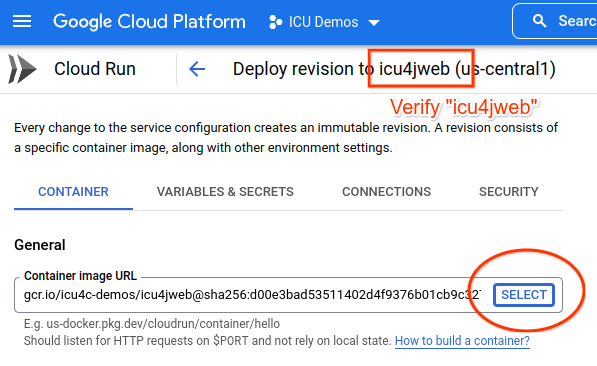 Google Cloud Platform ICU Demos Searc
Cloud Run Deploy revision to icu4jweb (us-central1)
Verify "icu4jweb"
Every change to the service configuration creates an immutable revision. A revision consists of
a specific container image, along with other environment settings.
CONTAINER VARIABLES & SECRETS CONNECTIONS SECURITY
General
Container image URL
gcr.io/icu4c-demos/icu4jweb@sha256:d00e3bad53511402d4f9376b01cb9c327 SELECT
E.g. us-docker.pkg.dev/cloudrun/container/hello
Should listen for HTTP requests on $PORT and not rely on local state. How to build a container?